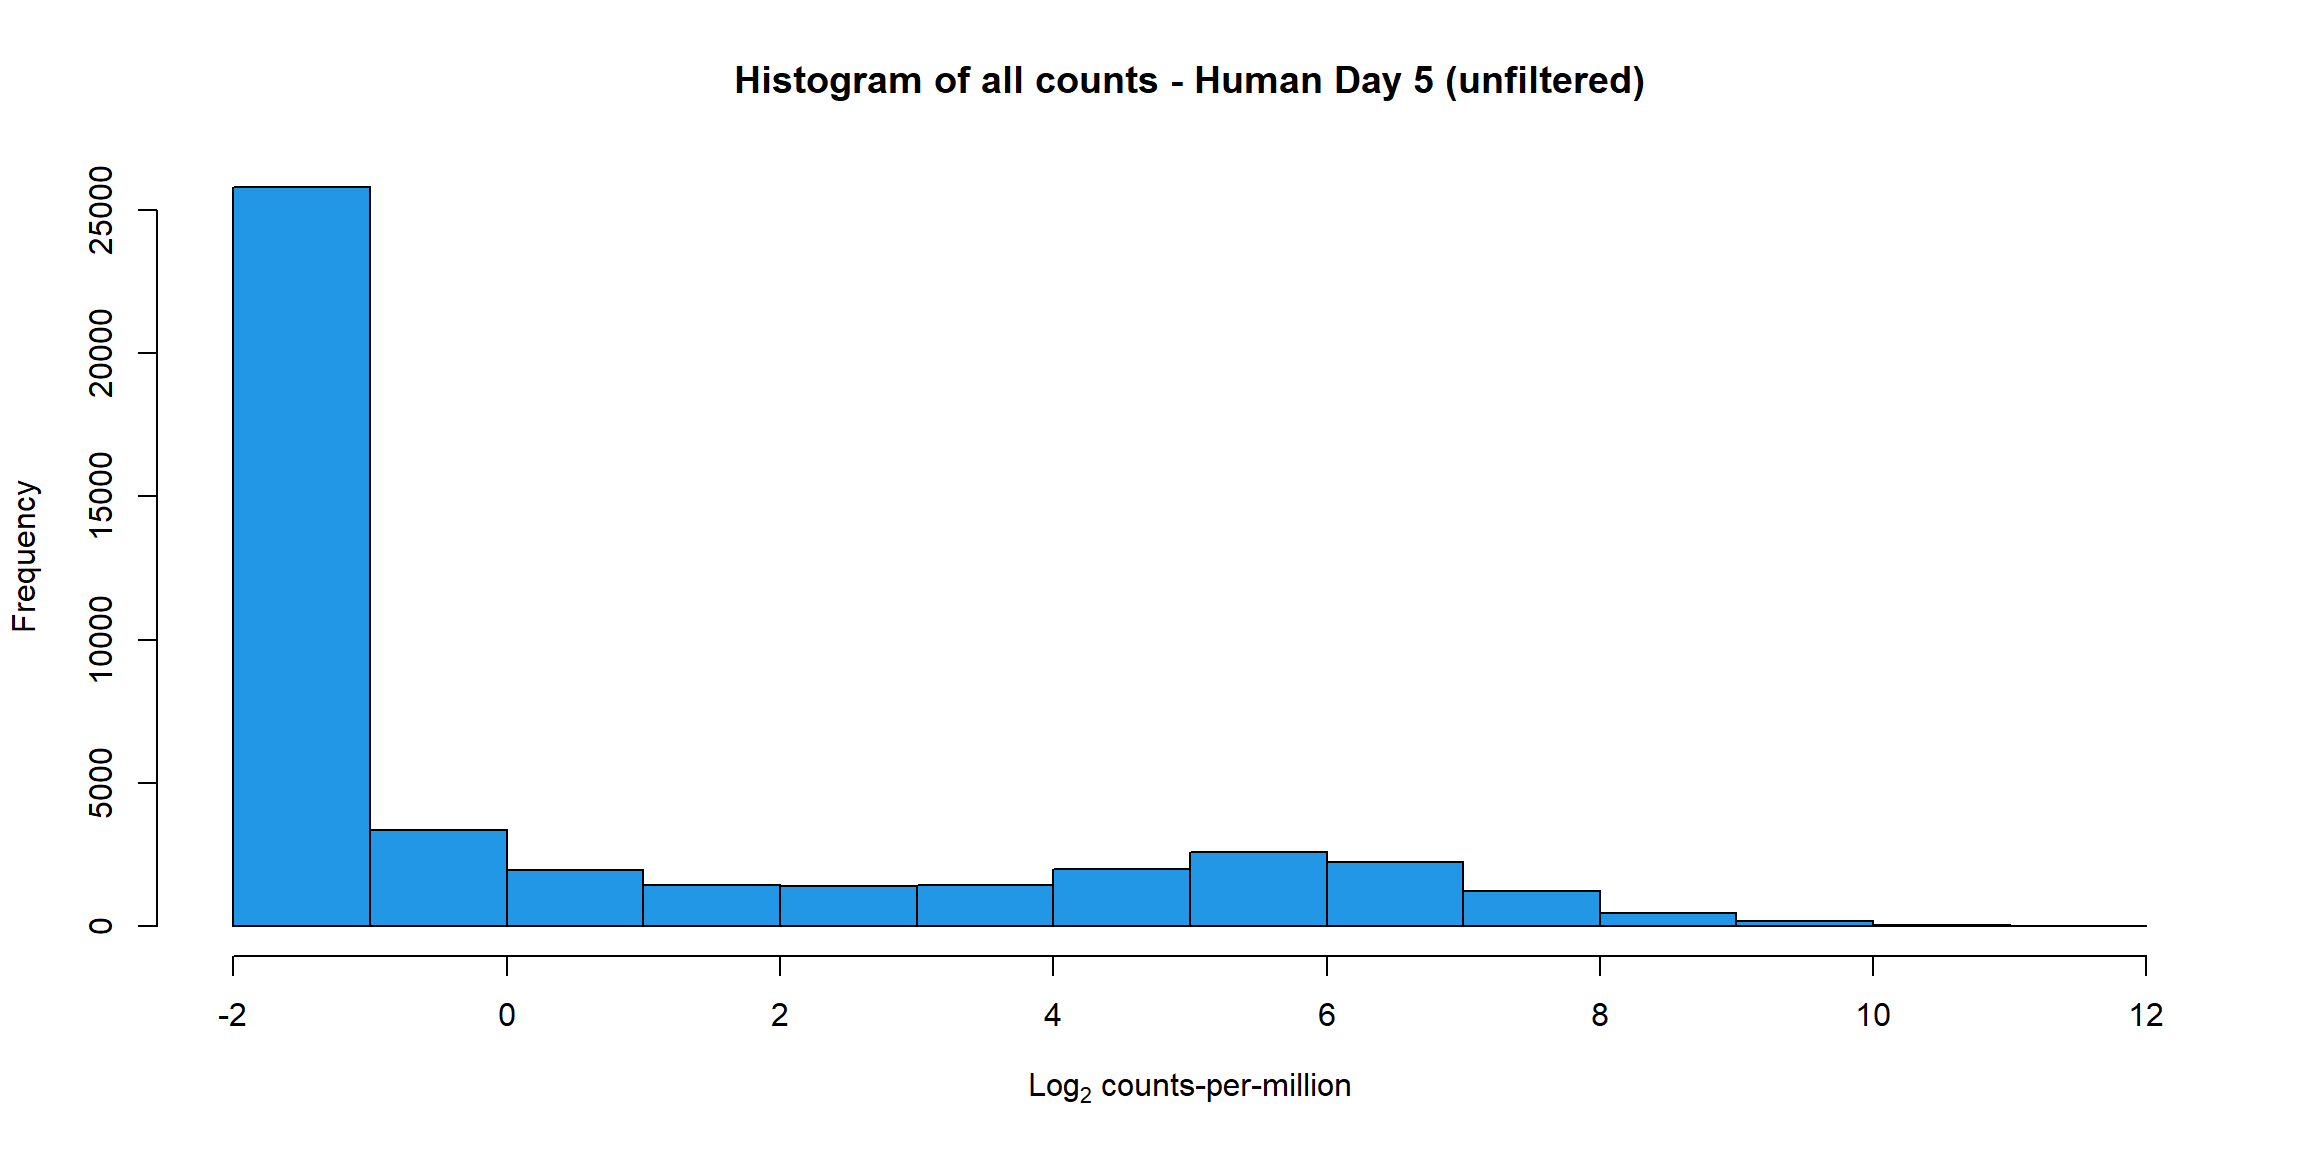 Histogram of all counts - Human Day 5 (unfiltered)
Frequency
25000
20000
15000
10000
5000
0
-2 0 2 4 6 8 10 12
Log₂ counts-per-million